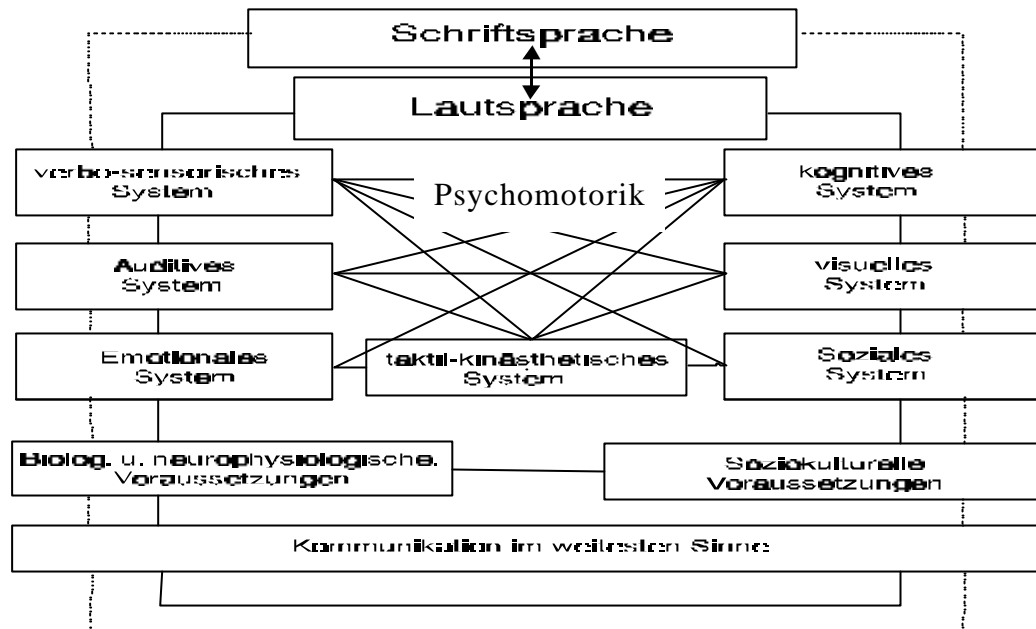 Schriftsprache
Lautsprache
verbo-sensorisches
System
Psychomotorik
kognitives
System
Auditives
System
visuelles
System
Emotionales
System
taktil-kinästhetisches
System
Soziales
System
Biolog. u. neurophysiologische.
Voraussetzungen
Soziokulturelle
Voraussetzungen
Kommunikation im weitesten Sinne